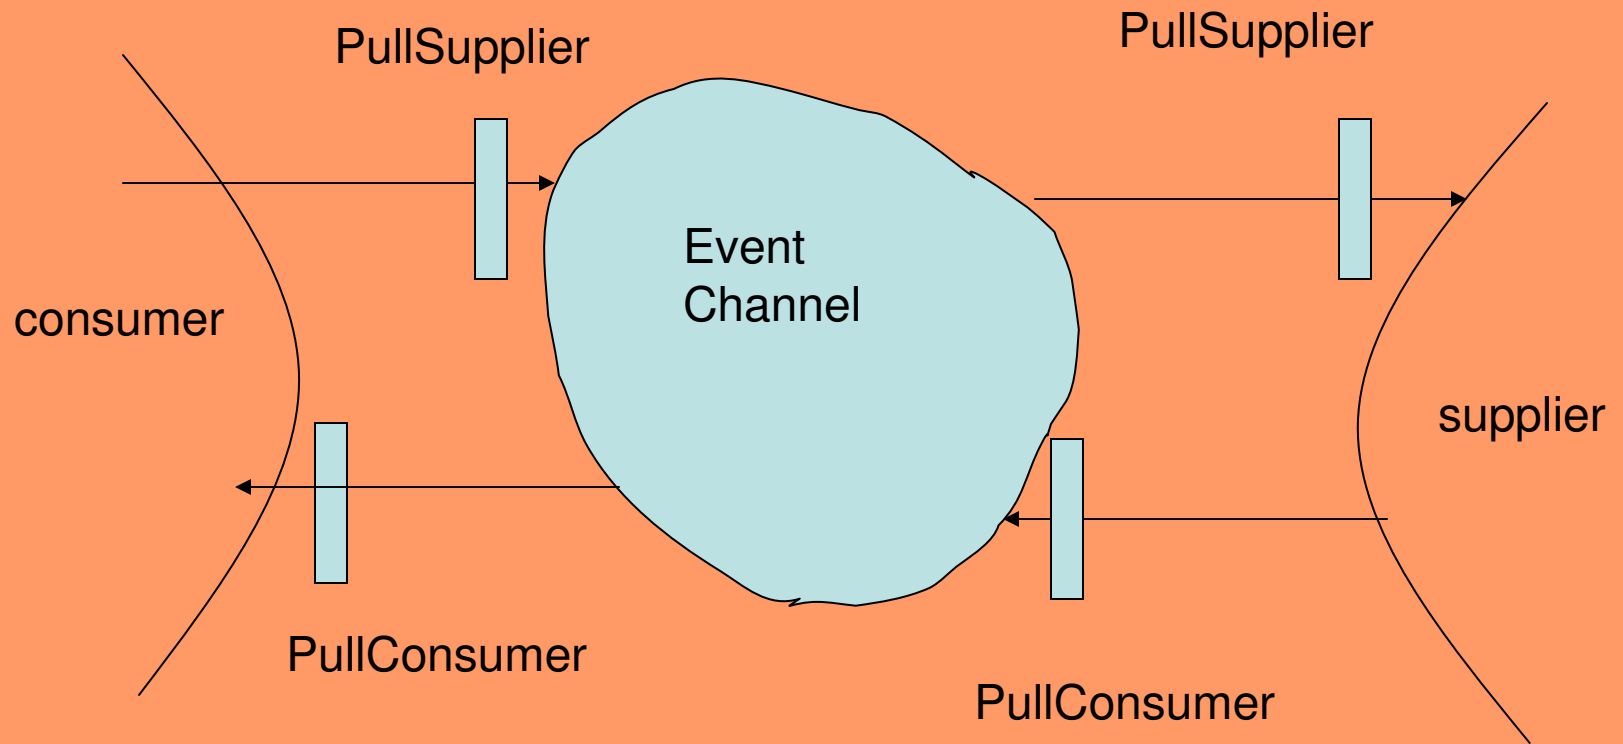 PullSupplier
PullSupplier
Event
Channel
consumer
supplier
PullConsumer
PullConsumer